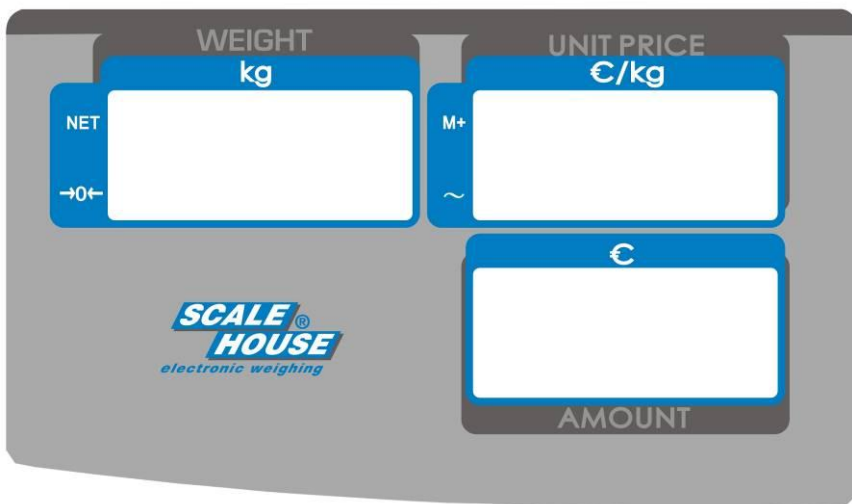 WEIGHT
kg
NET
→0←
UNIT PRICE
€/kg
M+
~
€
AMOUNT
SCALE ®
HOUSE
electronic weighing